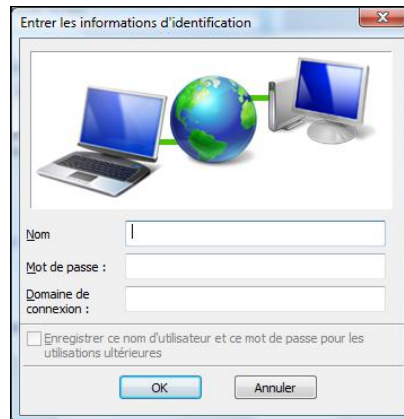 Entrer les informations d'identification
Nom
Mot de passe :
Domaine de
connexion :
Enregistrer ce nom d'utilisateur et ce mot de passe pour les
utilisations ultérieures
OK
Annuler